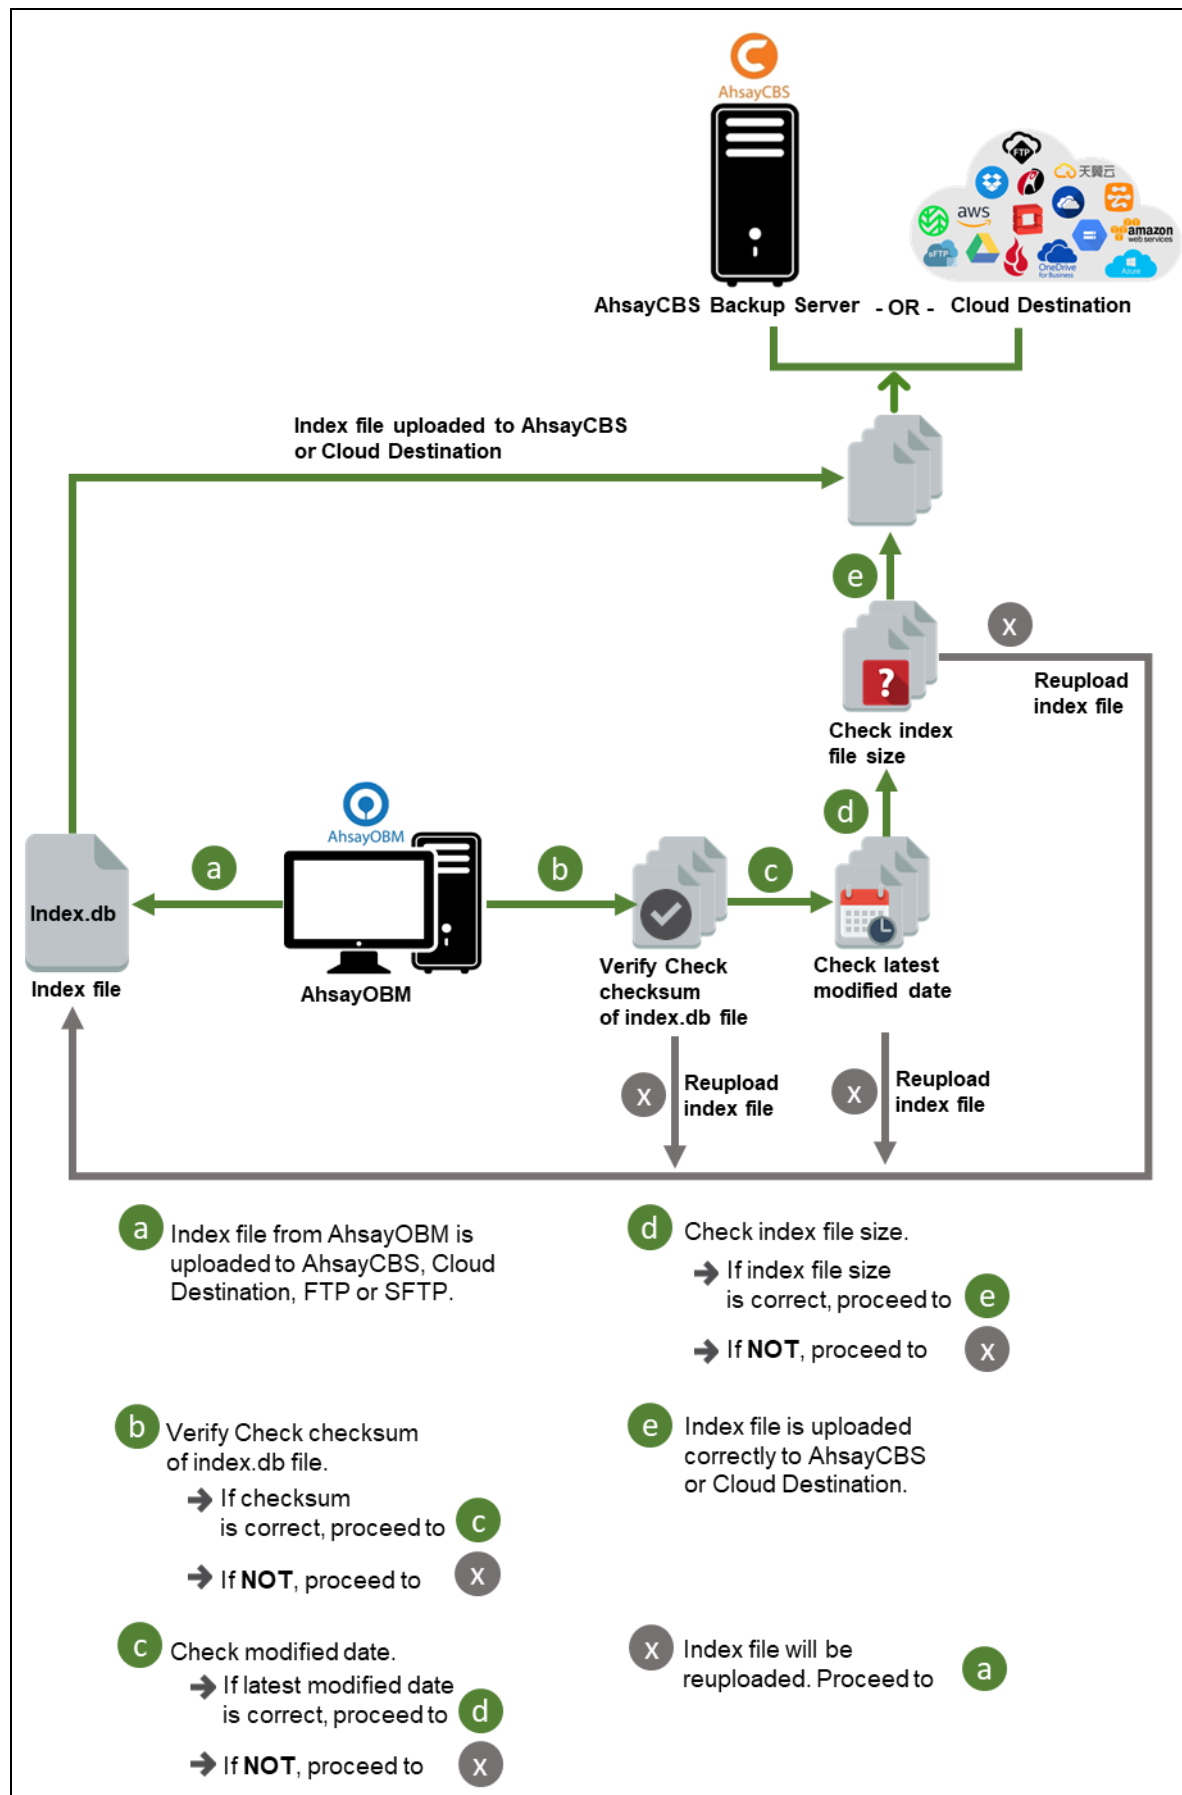 AhsayCBS
FTP
天翼云
aws
amazon
web services
sFTP
OneDrive
for Business
Azure
AhsayCBS Backup Server - OR - Cloud Destination
Index file uploaded to AhsayCBS
or Cloud Destination
e
x
Reupload
index file
?
Check index
file size
d
AhsayOBM
a
b
c
Index.db
Index file
AhsayOBM
Verify Check
checksum
of index.db file
Check latest
modified date
x
Reupload
index file
x
Reupload
index file
a
Index file from AhsayOBM is
uploaded to AhsayCBS, Cloud
Destination, FTP or SFTP.
b
Verify Check checksum
of index.db file.
If checksum
is correct, proceed to c
If NOT, proceed to x
c
Check modified date.
If latest modified date
is correct, proceed to d
If NOT, proceed to x
d
Check index file size.
If index file size
is correct, proceed to e
If NOT, proceed to x
e
Index file is uploaded
correctly to AhsayCBS
or Cloud Destination.
x
Index file will be
reuploaded. Proceed to a